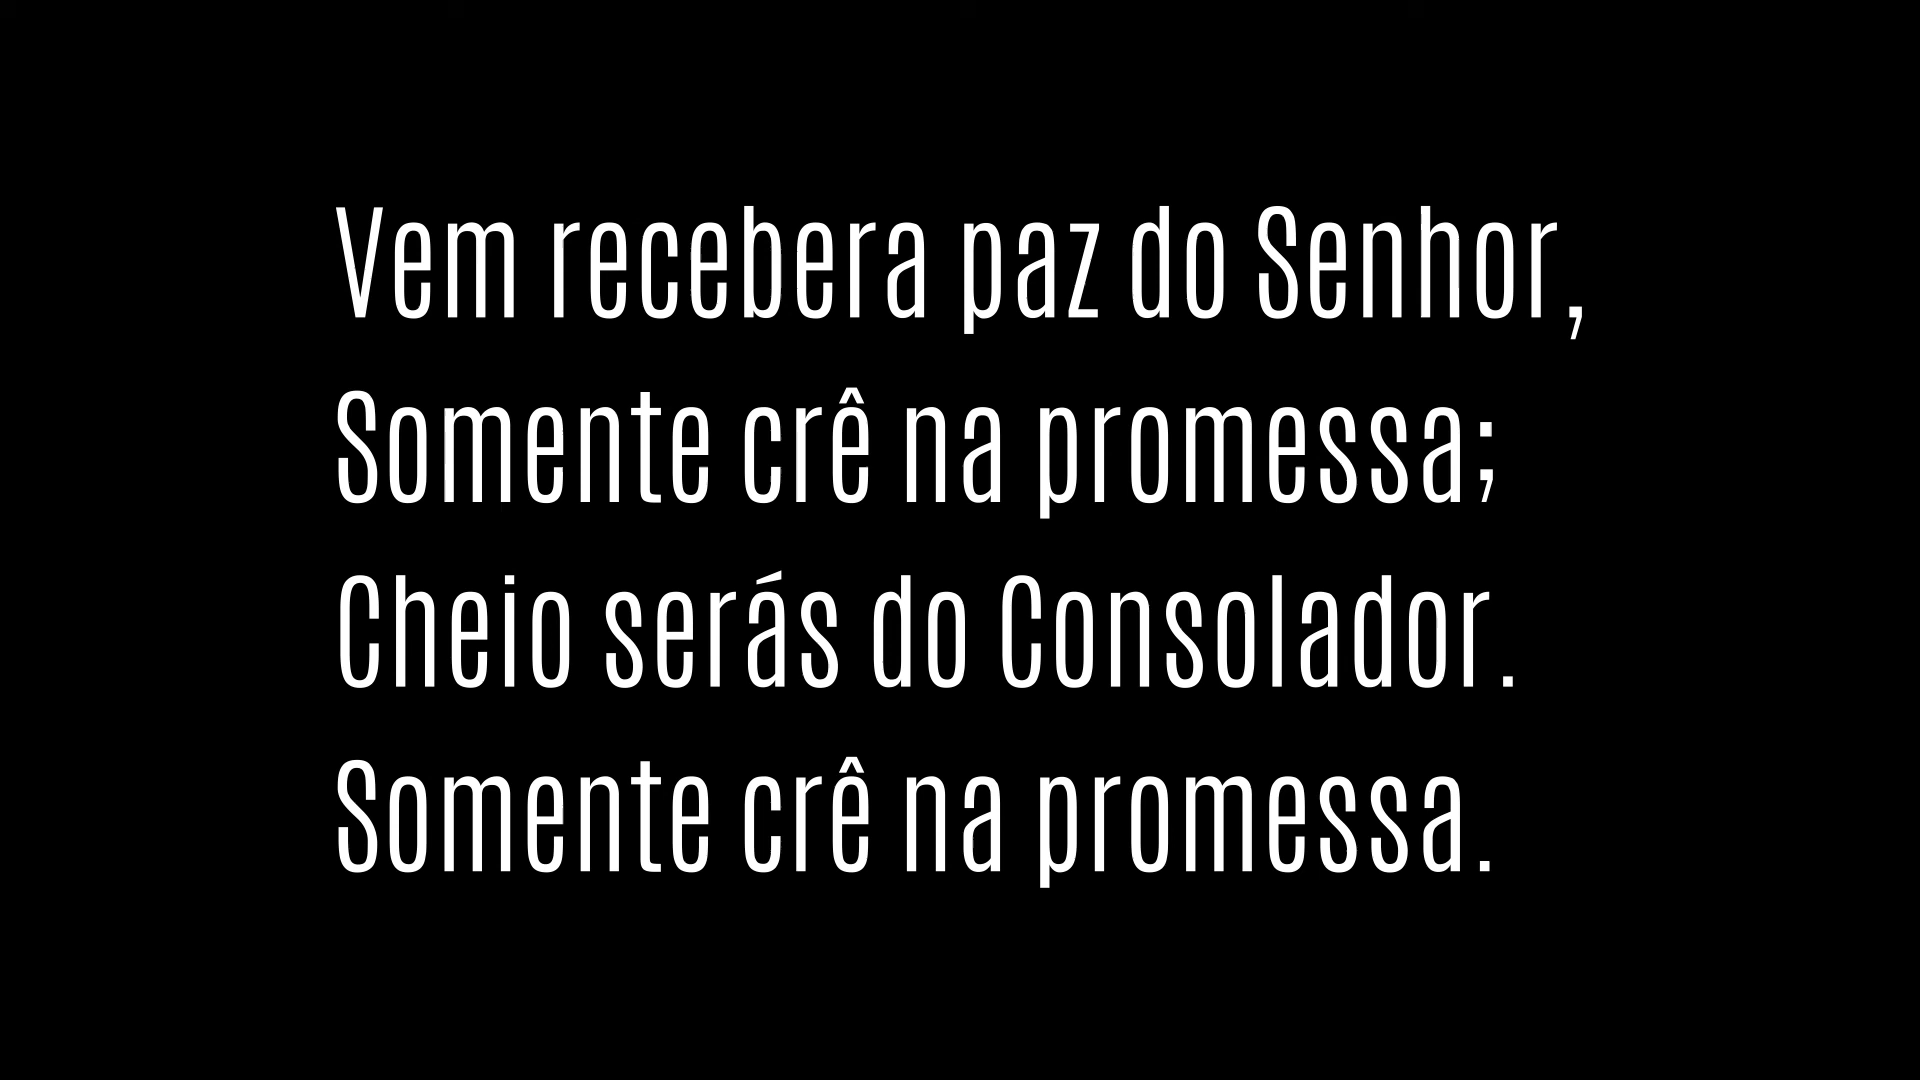 Vem recebera paz do Senhor,
Somente crê na promessa;
Cheio serás do Consolador.
Somente crê na promessa.